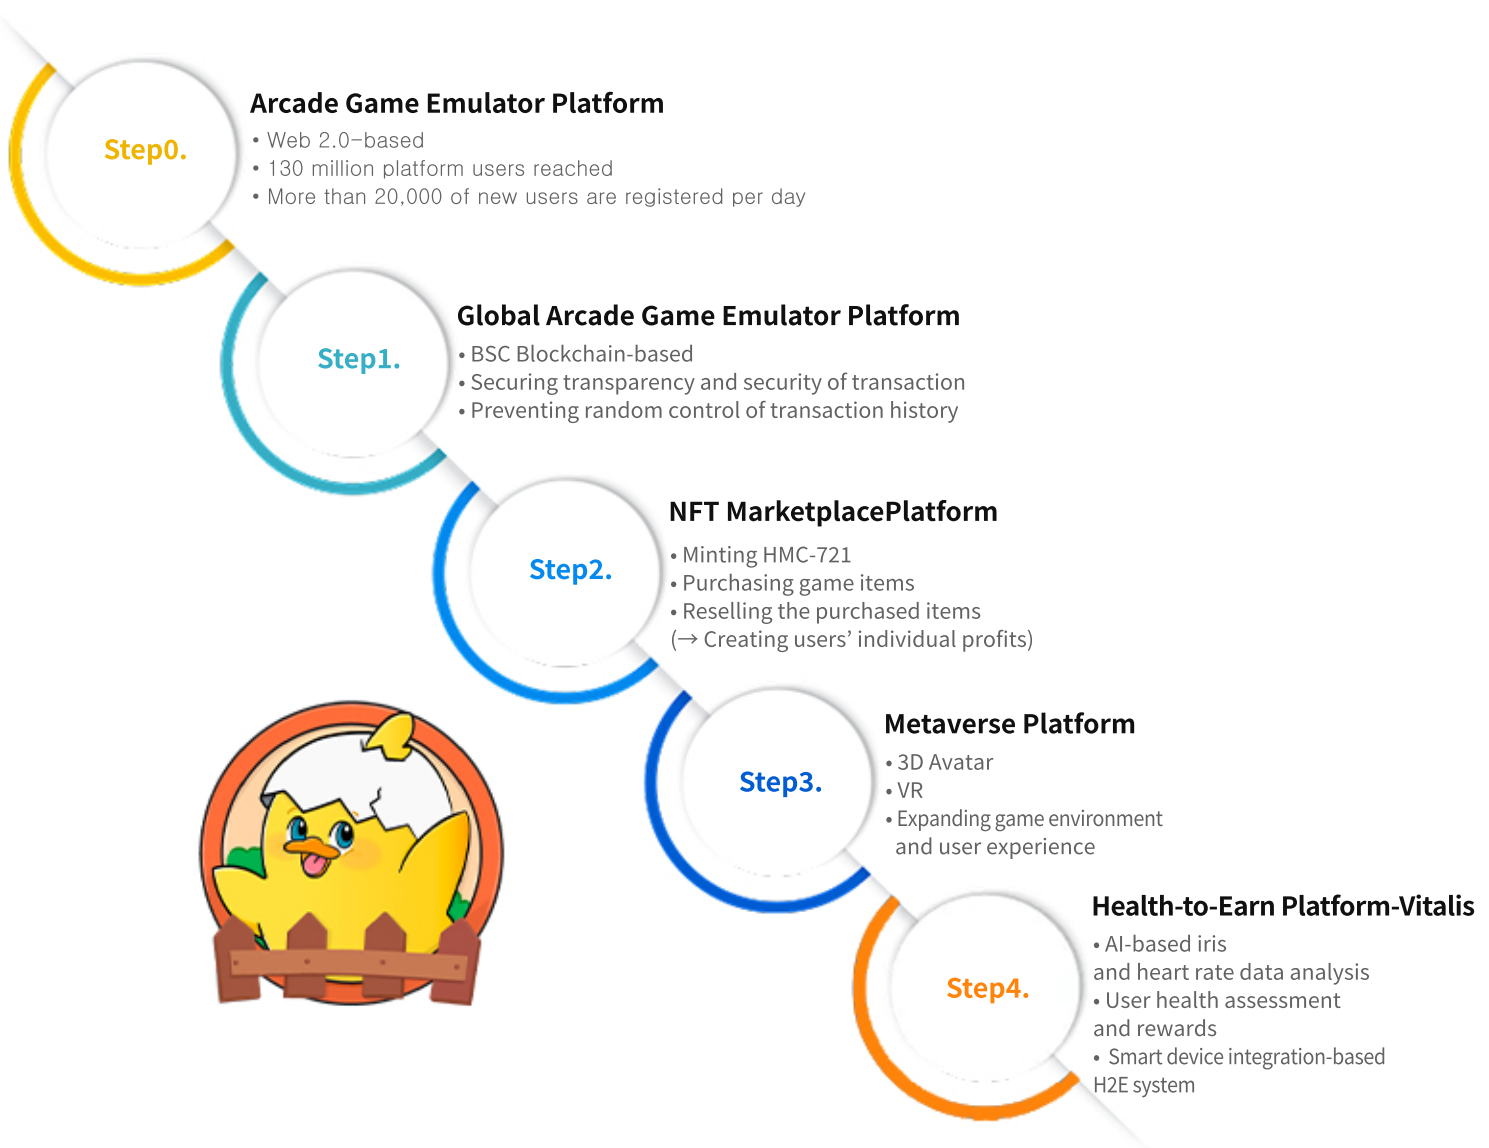 Step0.
Arcade Game Emulator Platform
• Web 2.0-based
• 130 million platform users reached
• More than 20,000 of new users are registered per day
Step1.
Global Arcade Game Emulator Platform
• BSC Blockchain-based
• Securing transparency and security of transaction
• Preventing random control of transaction history
Step2.
NFT MarketplacePlatform
• Minting HMC-721
• Purchasing game items
• Reselling the purchased items
(→ Creating users’ individual profits)
Step3.
Metaverse Platform
• 3D Avatar
• VR
• Expanding game environment
and user experience
Step4.
Health-to-Earn Platform-Vitalis
• AI-based iris
and heart rate data analysis
• User health assessment
and rewards
• Smart device integration-based
H2E system